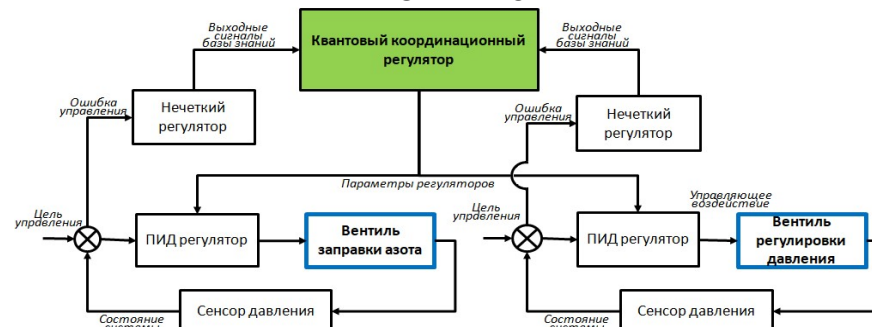 Выходные
сигналы
базы знаний
Квантовый координационный
регулятор
Выходные
сигналы
базы знаний
Ошибка
управления
Нечеткий
регулятор
Ошибка
управления
Нечеткий
регулятор
Параметры регуляторов
Цель
управления
ПИД регулятор
Вентиль
заправки азота
Цель
управления
ПИД регулятор
Управляющее
воздействие
Вентиль
регулировки
давления
Состояние
системы
Сенсор давления
Состояние
системы
Сенсор давления